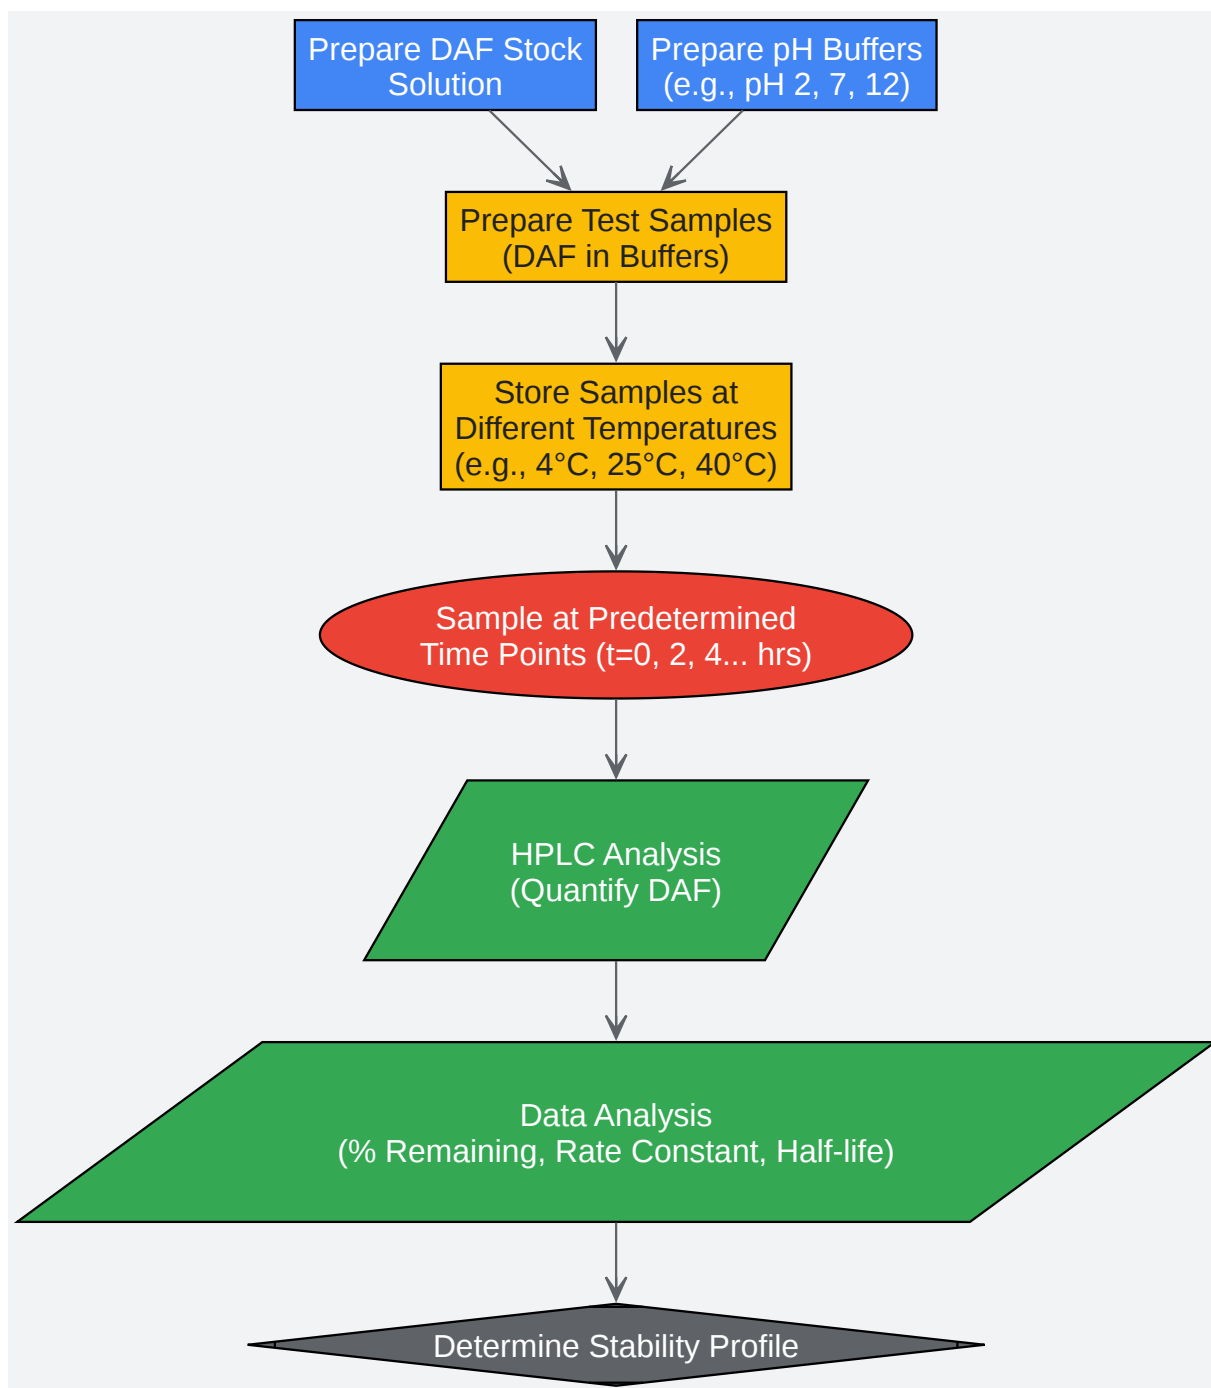 Prepare DAF Stock
Solution
Prepare pH Buffers
(e.g., pH 2, 7, 12)
Prepare Test Samples
(DAF in Buffers)
Store Samples at
Different Temperatures
(e.g., 4°C, 25°C, 40°C)
Sample at Predetermined
Time Points (t=0, 2, 4... hrs)
HPLC Analysis
(Quantify DAF)
Data Analysis
(% Remaining, Rate Constant, Half-life)
Determine Stability Profile